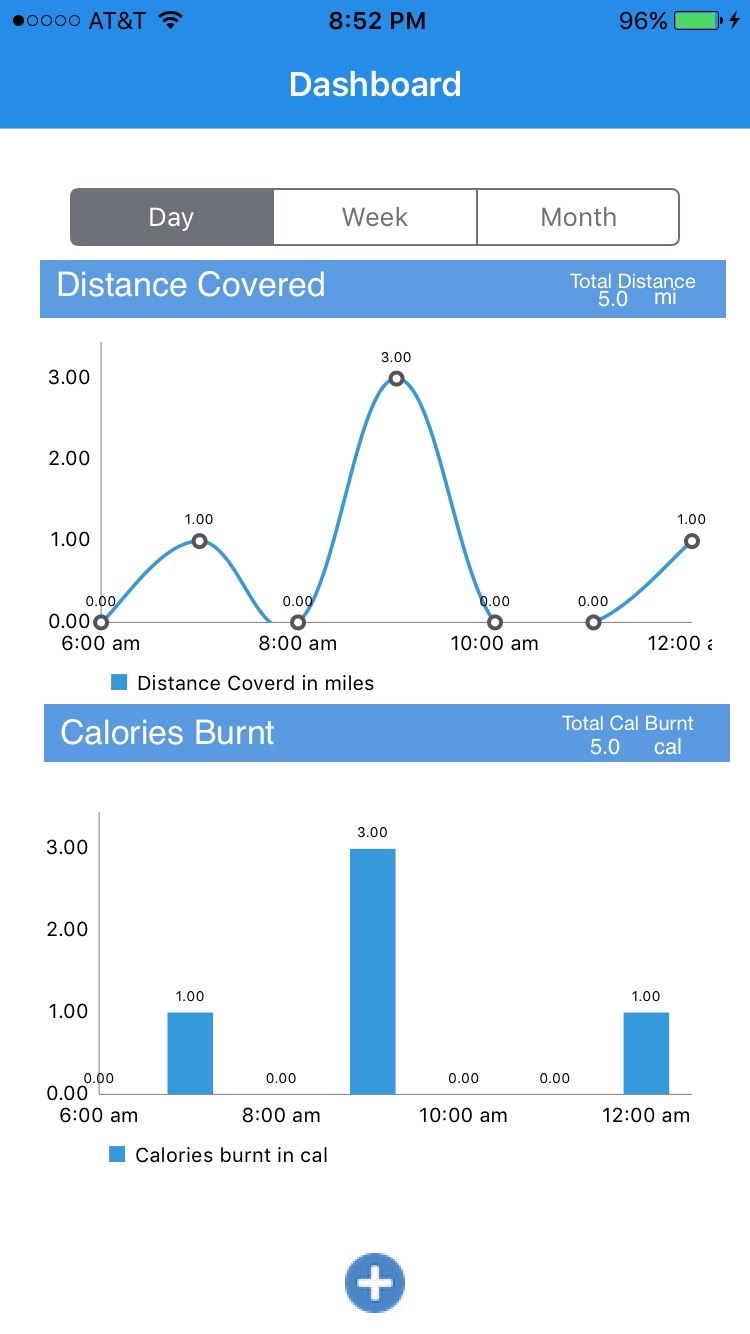 AT&T 8:52 PM 96%
Dashboard
Day Week Month
Distance Covered Total Distance
5.0 mi
3.00
3.00
2.00
1.00 1.00
1.00
0.00 0.00 0.00 0.00
0.00
6:00 am 8:00 am 10:00 am 12:00 a
Distance Coverd in miles
Calories Burnt Total Cal Burnt
5.0 cal
3.00
3.00
2.00
1.00 1.00
1.00
0.00 0.00 0.00 0.00
0.00
6:00 am 8:00 am 10:00 am 12:00 am
Calories burnt in cal